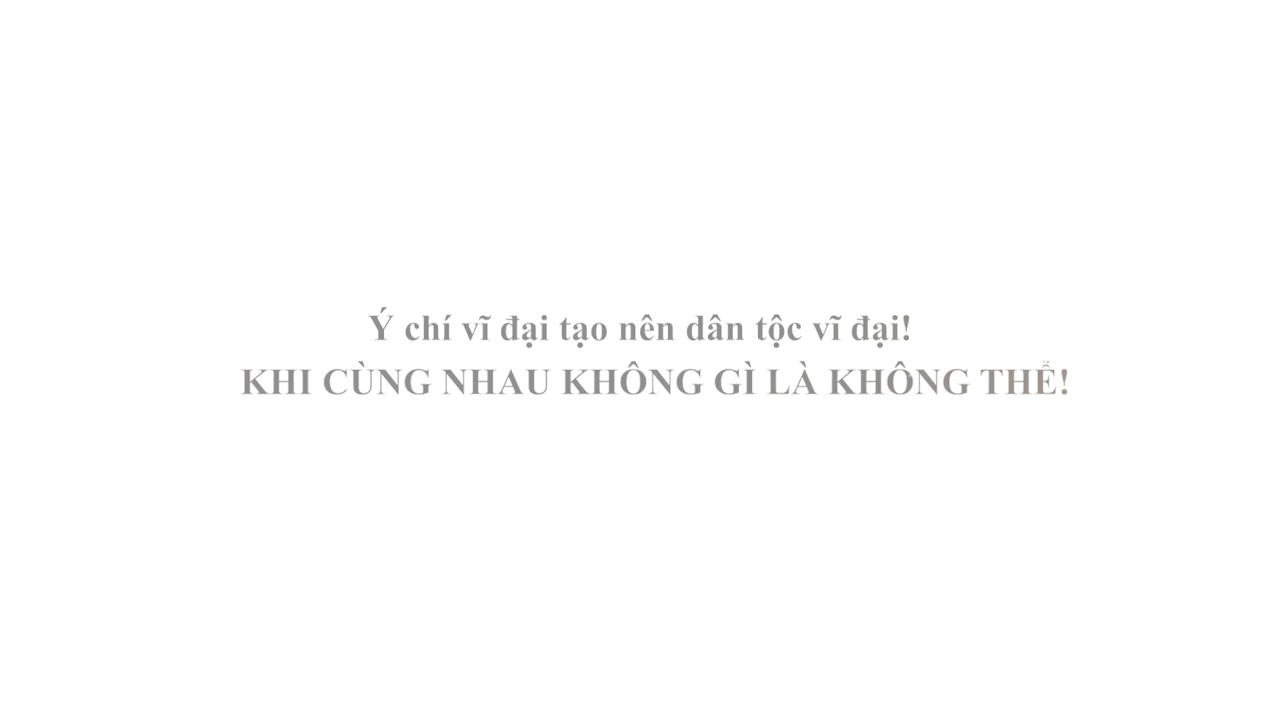 Ý chí vĩ đại tạo nên dân tộc vĩ đại!
KHI CÙNG NHAU KHÔNG GÌ LÀ KHÔNG THỂ!